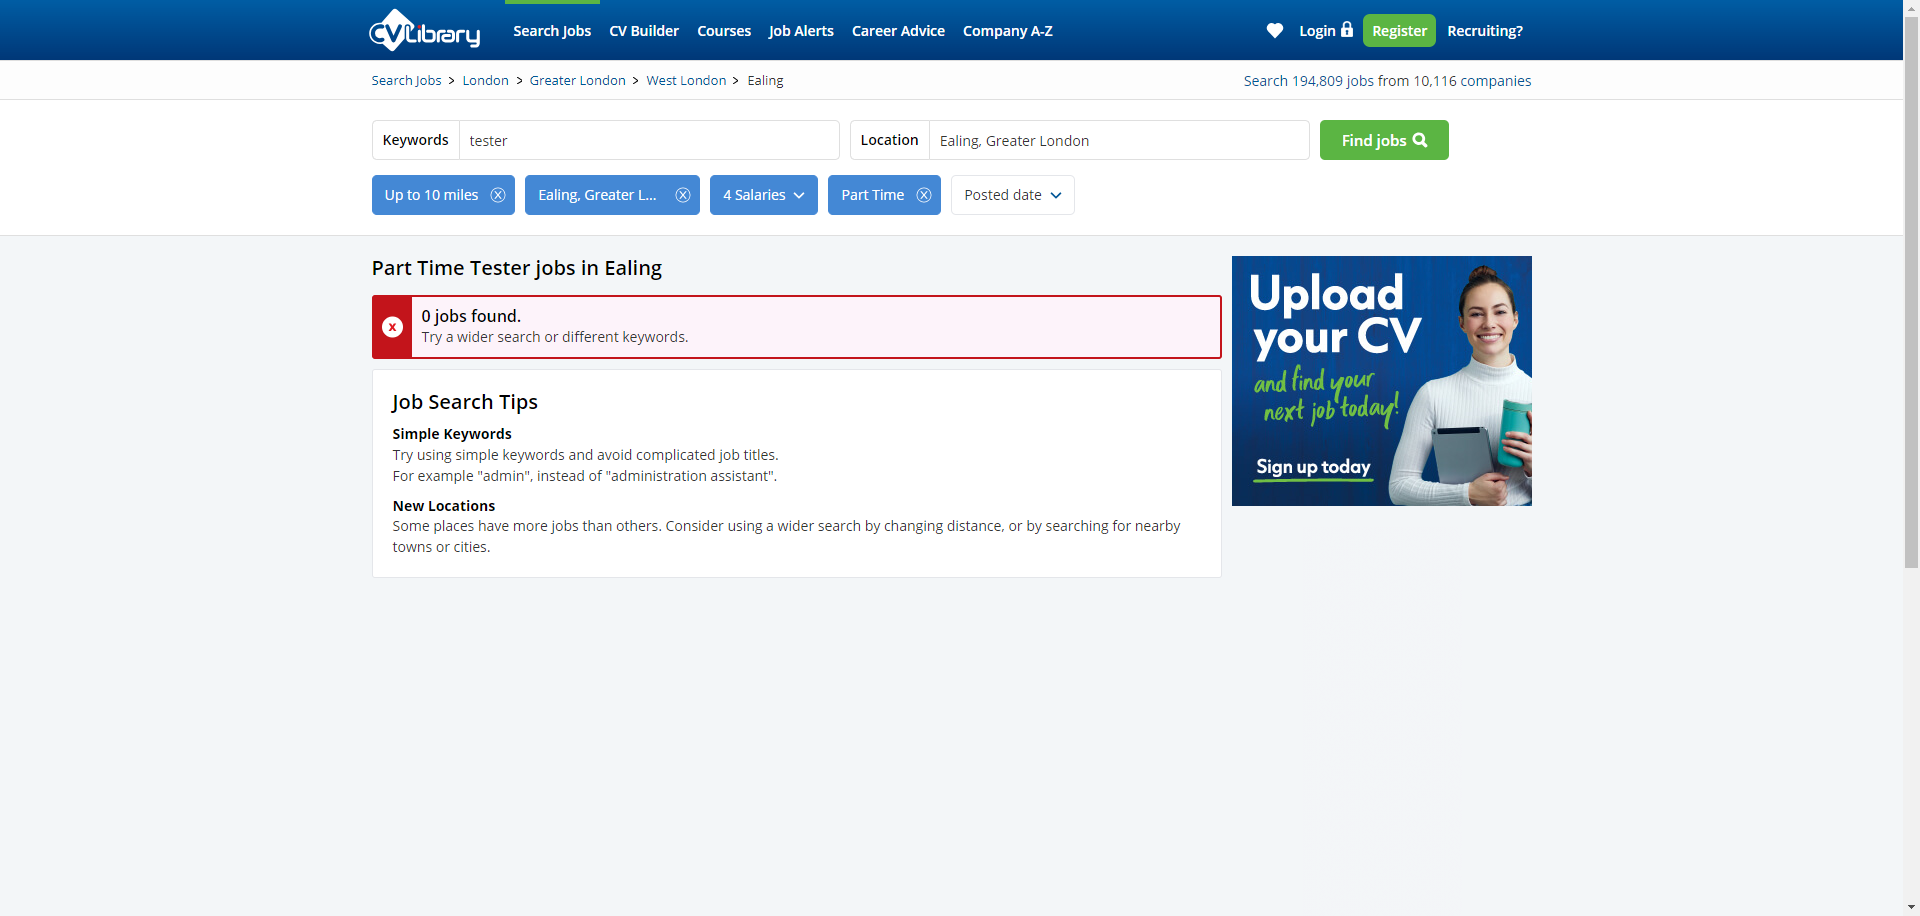 CVLibrary
Search Jobs CV Builder Courses Job Alerts Career Advice Company A-Z Login Register Recruiting?
Search Jobs > London > Greater London > West London > Ealing
Search 194,809 jobs from 10,116 companies
Keywords tester
Location Ealing, Greater London
Find jobs
Up to 10 miles
Ealing, Greater L...
4 Salaries
Part Time
Posted date
Part Time Tester jobs in Ealing
x
0 jobs found.
Try a wider search or different keywords.
Job Search Tips
Simple Keywords
Try using simple keywords and avoid complicated job titles.
For example "admin", instead of "administration assistant".
New Locations
Some places have more jobs than others. Consider using a wider search by changing distance, or by searching for nearby
towns or cities.
Upload
your CV
and find your
next job today!
Sign up today